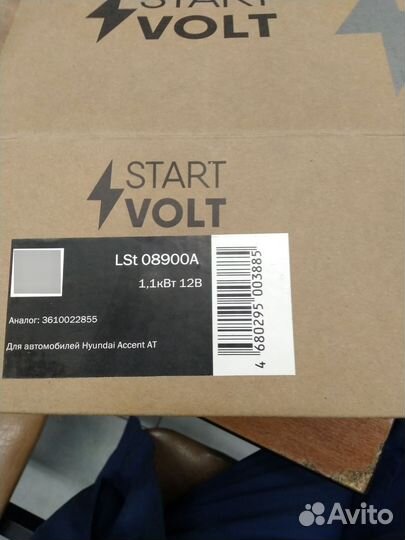 START
VOLT
START
VOLT
LSt 08900A
1,1кВт 12В
Аналог: 3610022855
Для автомобилей Hyundai Accent AT
4 680295 003885
Avito